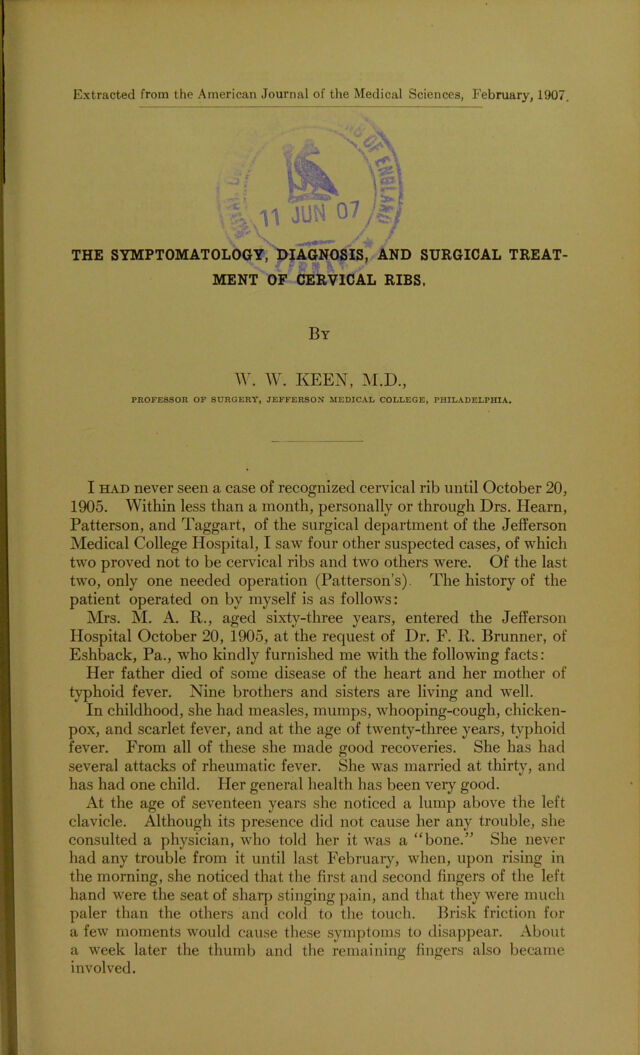 Extracted from the American Journal of the Medical Sciences, February, 1907.
OF ENGLAND
11 JUN 07
THE SYMPTOMATOLOGY, DIAGNOSIS, AND SURGICAL TREAT-
MENT OF CERVICAL RIBS.
By
W. W. KEEN, M.D.,
PROFESSOR OF SURGERY, JEFFERSON MEDICAL COLLEGE, PHILADELPHIA.
I had never seen a case of recognized cervical rib until October 20,
1905. Within less than a month, personally or through Drs. Hearn,
Patterson, and Taggart, of the surgical department of the Jefferson
Medical College Hospital, I saw four other suspected cases, of which
two proved not to be cervical ribs and two others were. Of the last
two, only one needed operation (Patterson's). The history of the
patient operated on by myself is as follows:
Mrs. M. A. R., aged sixty-three years, entered the Jefferson
Hospital October 20, 1905, at the request of Dr. F. R. Brunner, of
Eshback, Pa., who kindly furnished me with the following facts:
Her father died of some disease of the heart and her mother of
typhoid fever. Nine brothers and sisters are living and well.
In childhood, she had measles, mumps, whooping-cough, chicken-
pox, and scarlet fever, and at the age of twenty-three years, typhoid
fever. From all of these she made good recoveries. She has had
several attacks of rheumatic fever. She was married at thirty, and
has had one child. Her general health has been very good.
At the age of seventeen years she noticed a lump above the left
clavicle. Although its presence did not cause her any trouble, she
consulted a physician, who told her it was a "bone." She never
had any trouble from it until last February, when, upon rising in
the morning, she noticed that the first and second fingers of the left
hand were the seat of sharp stinging pain, and that they were much
paler than the others and cold to the touch. Brisk friction for
a few moments would cause these symptoms to disappear. About
a week later the thumb and the remaining fingers also became
involved.